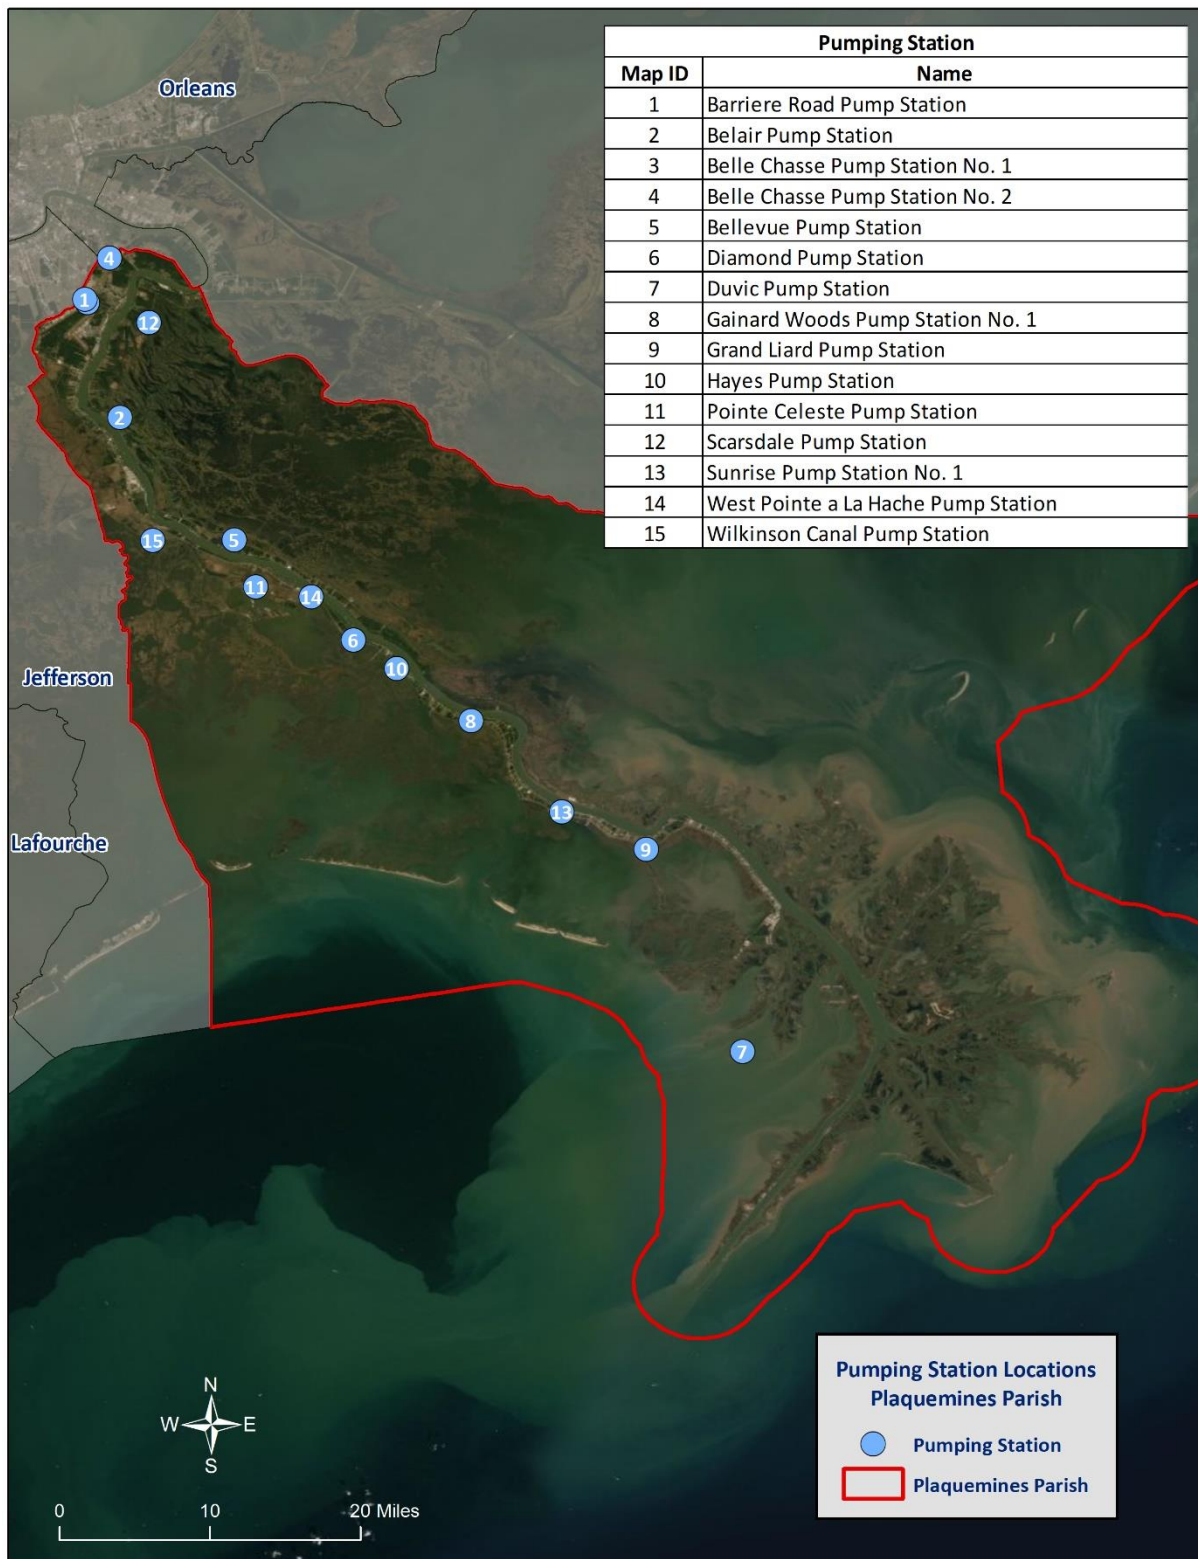 Pumping Station
Map ID Name
1 Barriere Road Pump Station
2 Belair Pump Station
3 Belle Chasse Pump Station No. 1
4 Belle Chasse Pump Station No. 2
5 Bellevue Pump Station
6 Diamond Pump Station
7 Duvic Pump Station
8 Gainard Woods Pump Station No. 1
9 Grand Liard Pump Station
10 Hayes Pump Station
11 Pointe Celeste Pump Station
12 Scarsdale Pump Station
13 Sunrise Pump Station No. 1
14 West Pointe a La Hache Pump Station
15 Wilkinson Canal Pump Station
Orleans
4
1
12
2
15
5
11
14
6
10
8
13
9
7
Jefferson
Lafourche
N
W E
S
0 10 20 Miles
Pumping Station Locations
Plaquemines Parish
Pumping Station
Plaquemines Parish